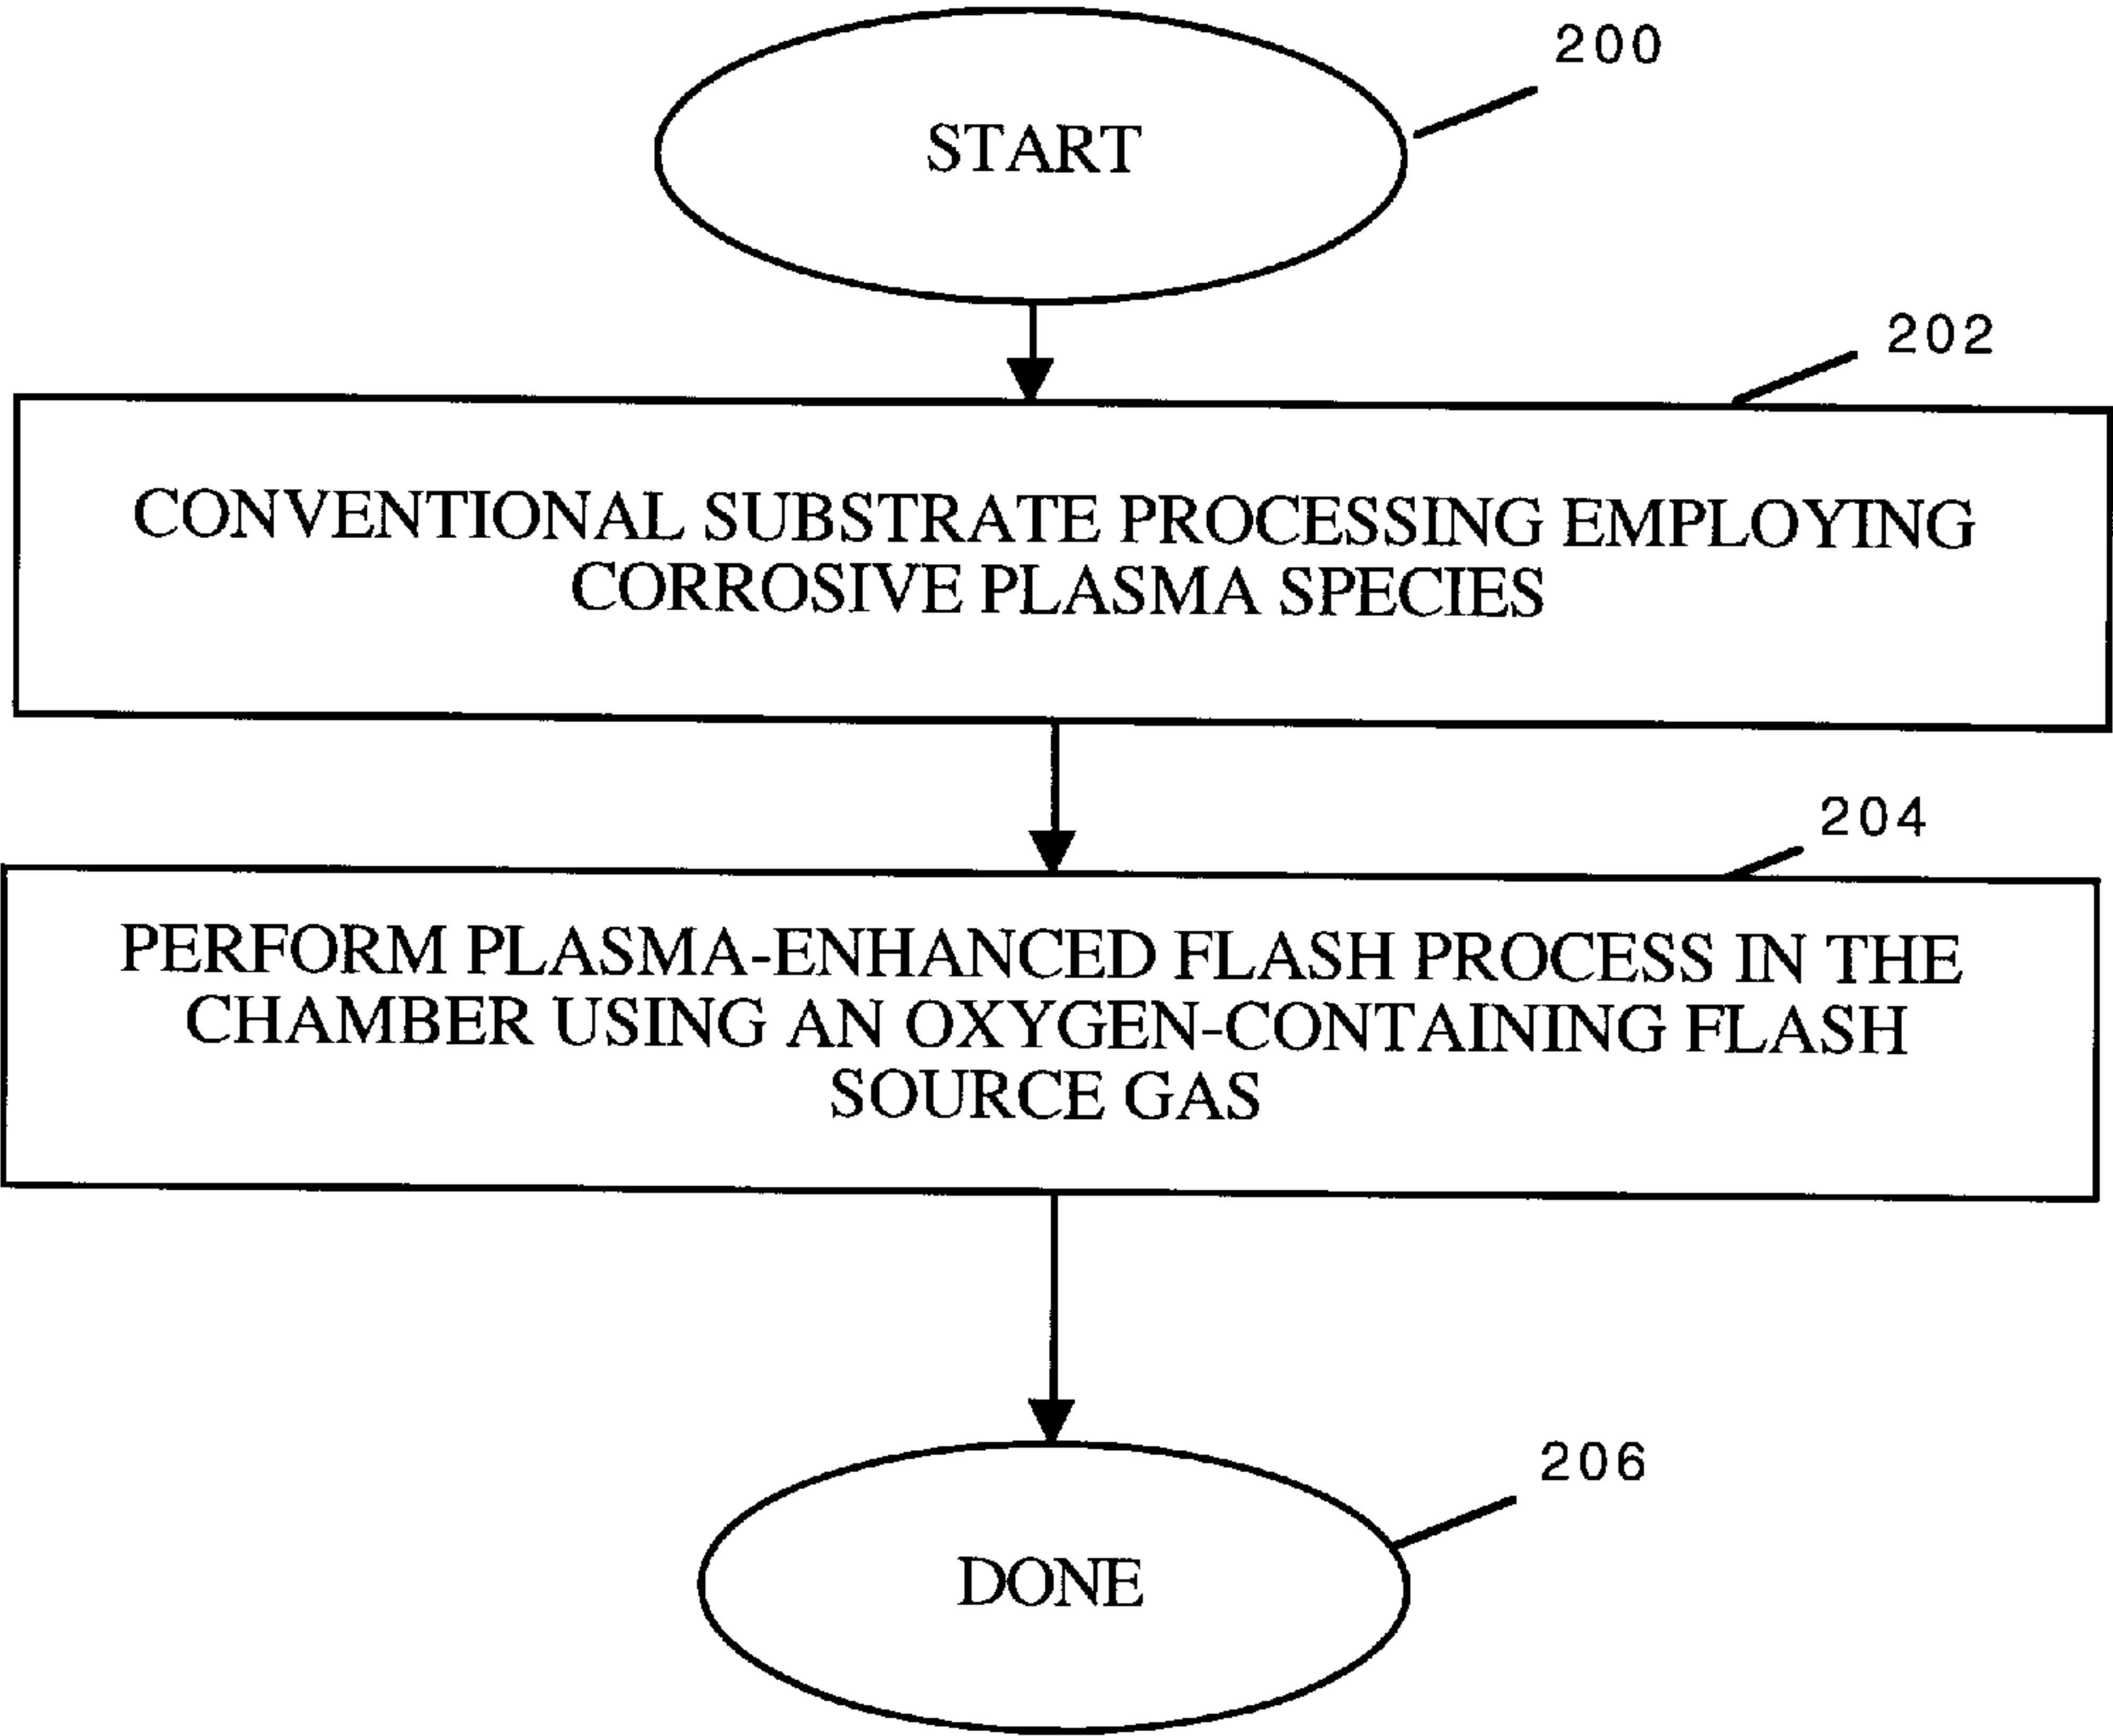 200
START
202
CONVENTIONAL SUBSTRATE PROCESSING EMPLOYING
CORROSIVE PLASMA SPECIES
204
PERFORM PLASMA-ENHANCED FLASH PROCESS IN THE
CHAMBER USING AN OXYGEN-CONTAINING FLASH
SOURCE GAS
206
DONE